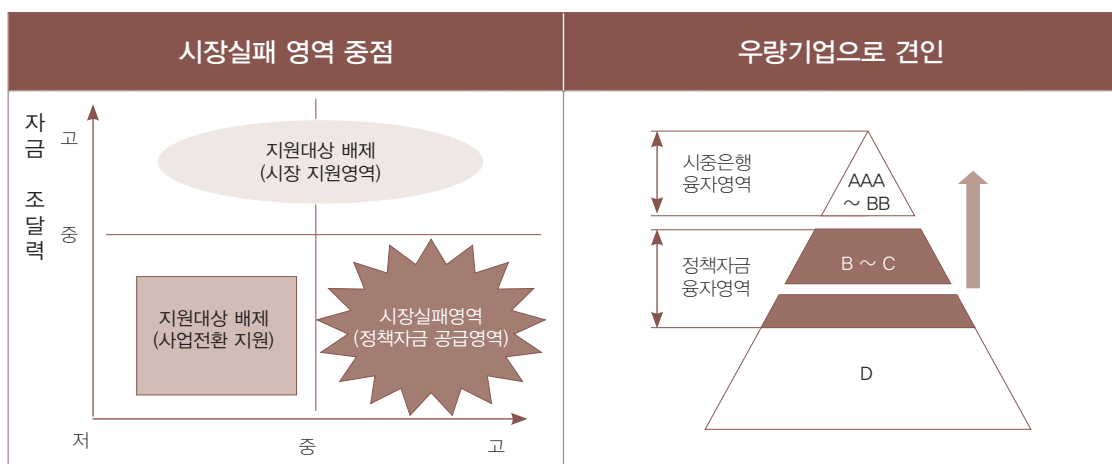 시장실패 영역 중점
우량기업으로 견인
자금 조달력
고
중
지원대상 배제
(시장 지원영역)
지원대상 배제
(사업전환 지원)
시장실패영역
(정책자금 공급영역)
저
중
고
시중은행
융자영역
AAA
～ BB
정책자금
융자영역
B ～ C
D